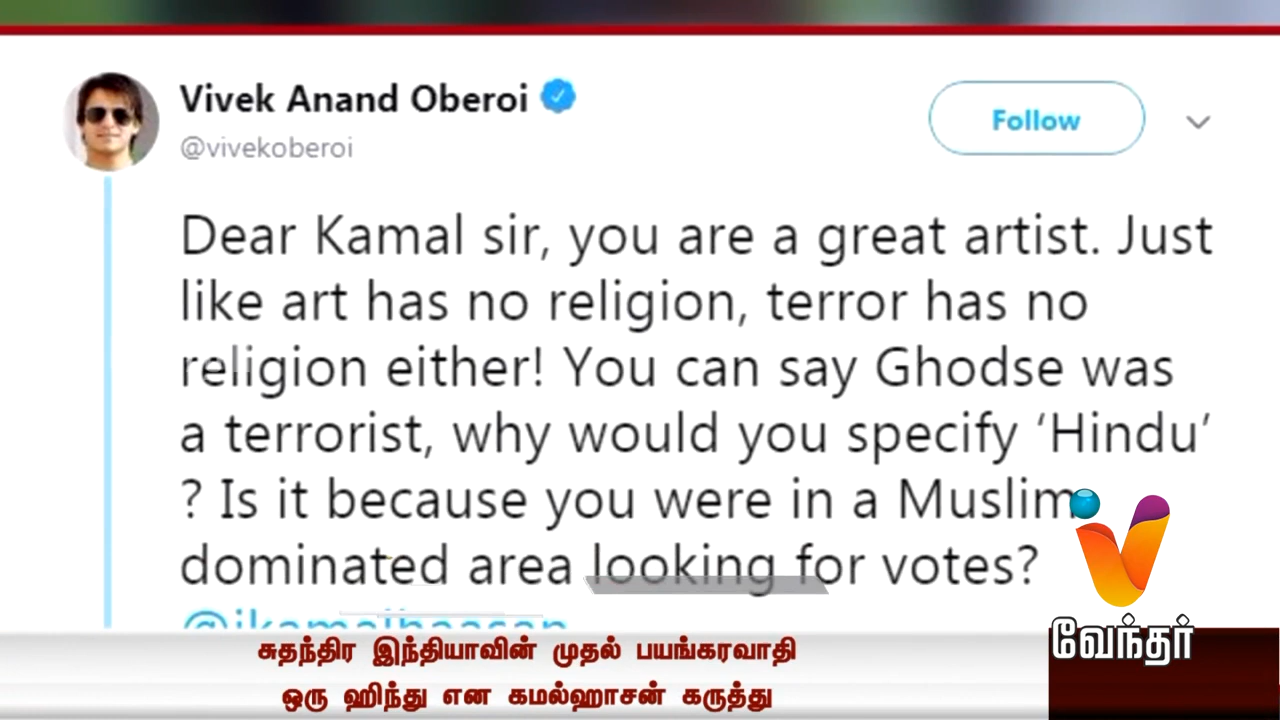 Vivek Anand Oberoi
@vivekoberoi
Follow
Dear Kamal sir, you are a great artist. Just
like art has no religion, terror has no
religion either! You can say Ghodse was
a terrorist, why would you specify ‘Hindu’
? Is it because you were in a Muslim
dominated area looking for votes?
@ikamalhaasan
சுதந்திர இந்தியாவின் முதல் பயங்கரவாதி
ஒரு ஹிந்து என கமல்ஹாசன் கருத்து
வேந்தர்